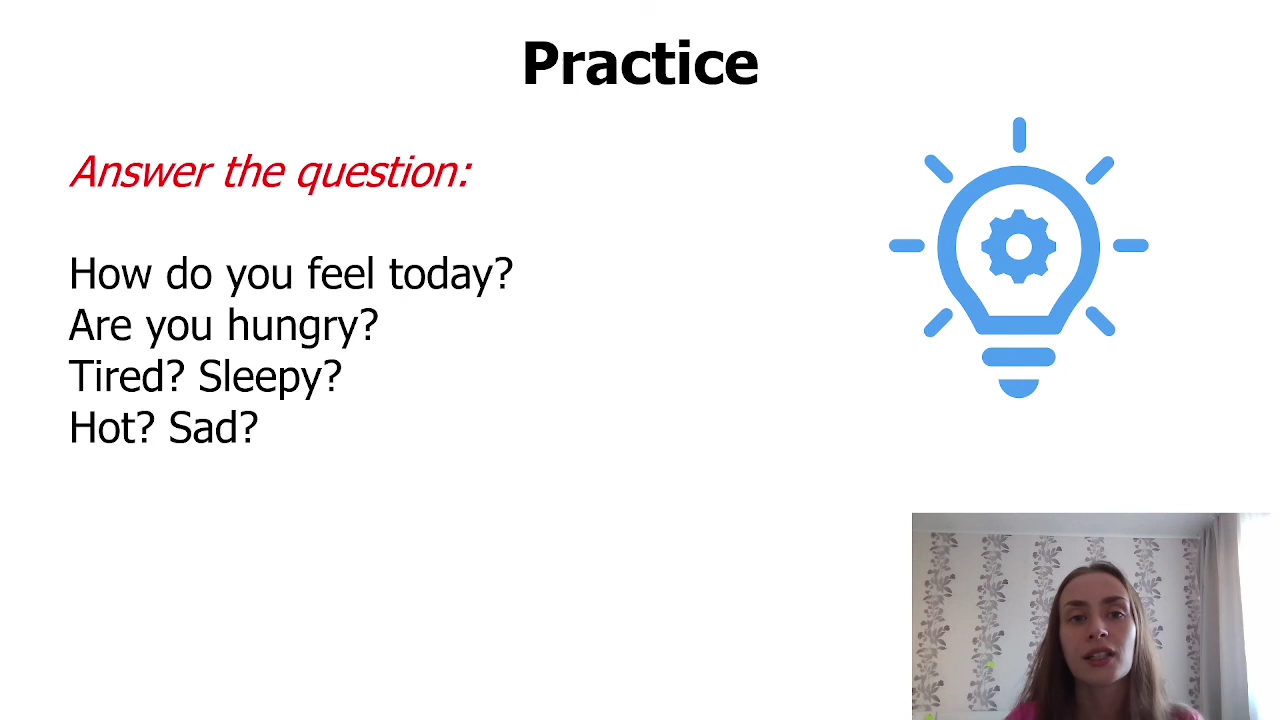 Practice
Answer the question:
How do you feel today?
Are you hungry?
Tired? Sleepy?
Hot? Sad?